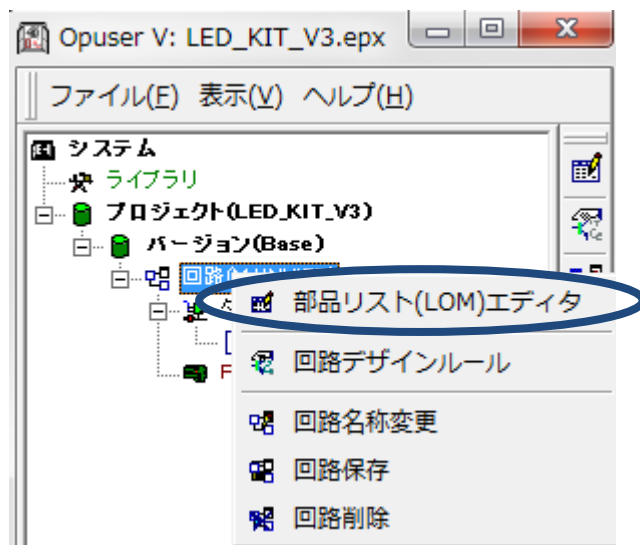 Opuser V: LED_KIT_V3.epx
ファイル(F) 表示(V) ヘルプ(H)
システム
ライブラリ
プロジェクト(LED_KIT_V3)
バージョン(Base)
回路
部品リスト(LOM)エディタ
回路デザインルール
回路名称変更
回路保存
回路削除